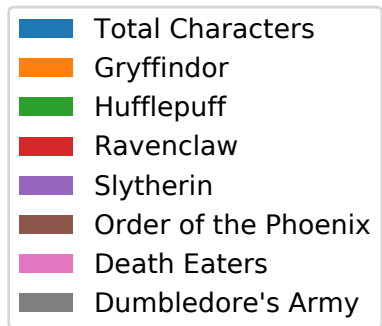 Total Characters
Gryffindor
Hufflepuff
Ravenclaw
Slytherin
Order of the Phoenix
Death Eaters
Dumbledore's Army